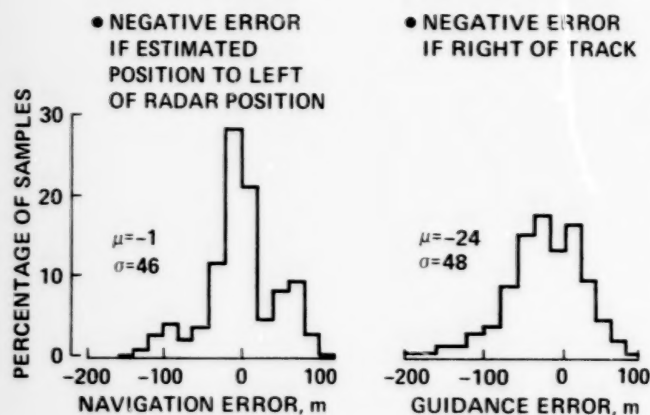 • NEGATIVE ERROR
IF ESTIMATED
POSITION TO LEFT
OF RADAR POSITION
• NEGATIVE ERROR
IF RIGHT OF TRACK
PERCENTAGE OF SAMPLES
30
20
10
0
μ=-1
σ=46
-200 -100 0 100
NAVIGATION ERROR, m
μ=-24
σ=48
-200 -100 0 100
GUIDANCE ERROR, m